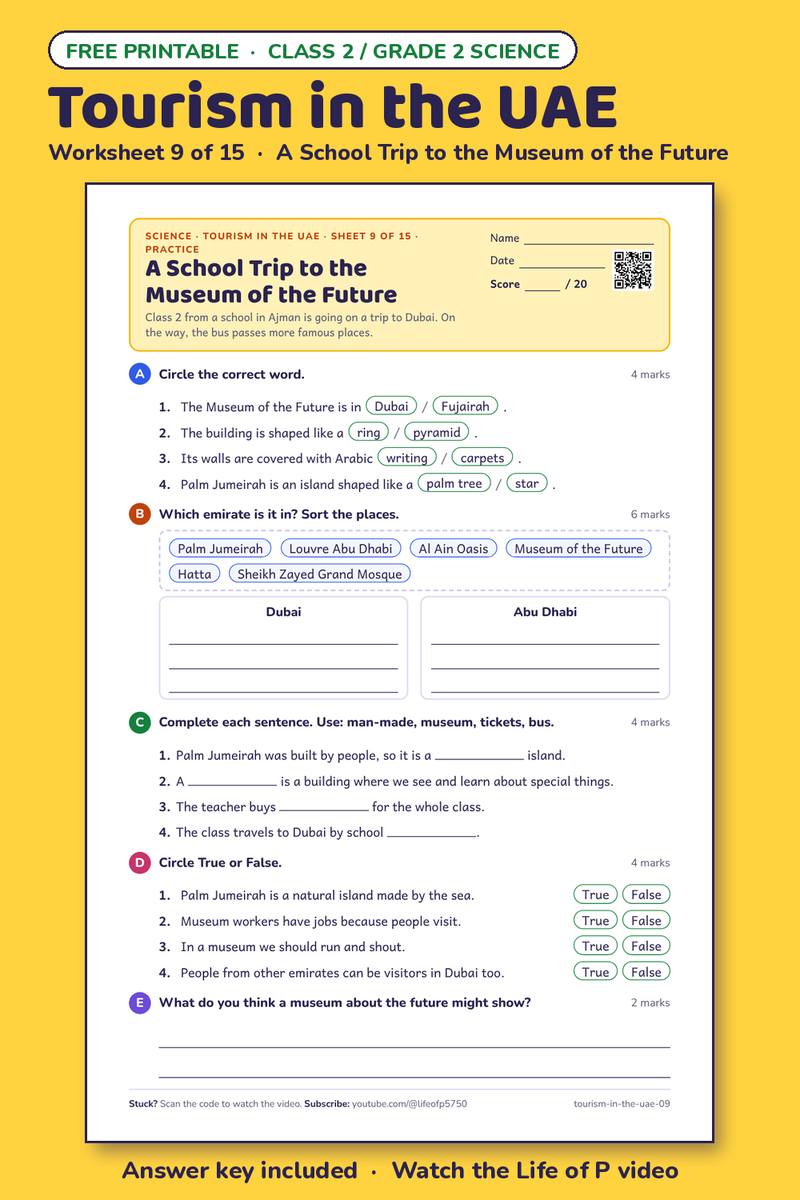 FREE PRINTABLE · CLASS 2 / GRADE 2 SCIENCE
Tourism in the UAE
Worksheet 9 of 15 · A School Trip to the Museum of the Future
SCIENCE · TOURISM IN THE UAE · SHEET 9 OF 15 ·
PRACTICE
A School Trip to the
Museum of the Future
Class 2 from a school in Ajman is going on a trip to Dubai. On
the way, the bus passes more famous places.
Name
Date
Score / 20
A Circle the correct word. 4 marks
1. The Museum of the Future is in Dubai / Fujairah .
2. The building is shaped like a ring / pyramid .
3. Its walls are covered with Arabic writing / carpets .
4. Palm Jumeirah is an island shaped like a palm tree / star .
B Which emirate is it in? Sort the places. 6 marks
Palm Jumeirah Louvre Abu Dhabi Al Ain Oasis Museum of the Future
Hatta Sheikh Zayed Grand Mosque
Dubai Abu Dhabi
C Complete each sentence. Use: man-made, museum, tickets, bus. 4 marks
1. Palm Jumeirah was built by people, so it is a ____________ island.
2. A ____________ is a building where we see and learn about special things.
3. The teacher buys ____________ for the whole class.
4. The class travels to Dubai by school ____________.
D Circle True or False. 4 marks
1. Palm Jumeirah is a natural island made by the sea. True False
2. Museum workers have jobs because people visit. True False
3. In a museum we should run and shout. True False
4. People from other emirates can be visitors in Dubai too. True False
E What do you think a museum about the future might show? 2 marks
Stuck? Scan the code to watch the video. Subscribe: youtube.com/@lifeofp5750 tourism-in-the-uae-09
Answer key included · Watch the Life of P video